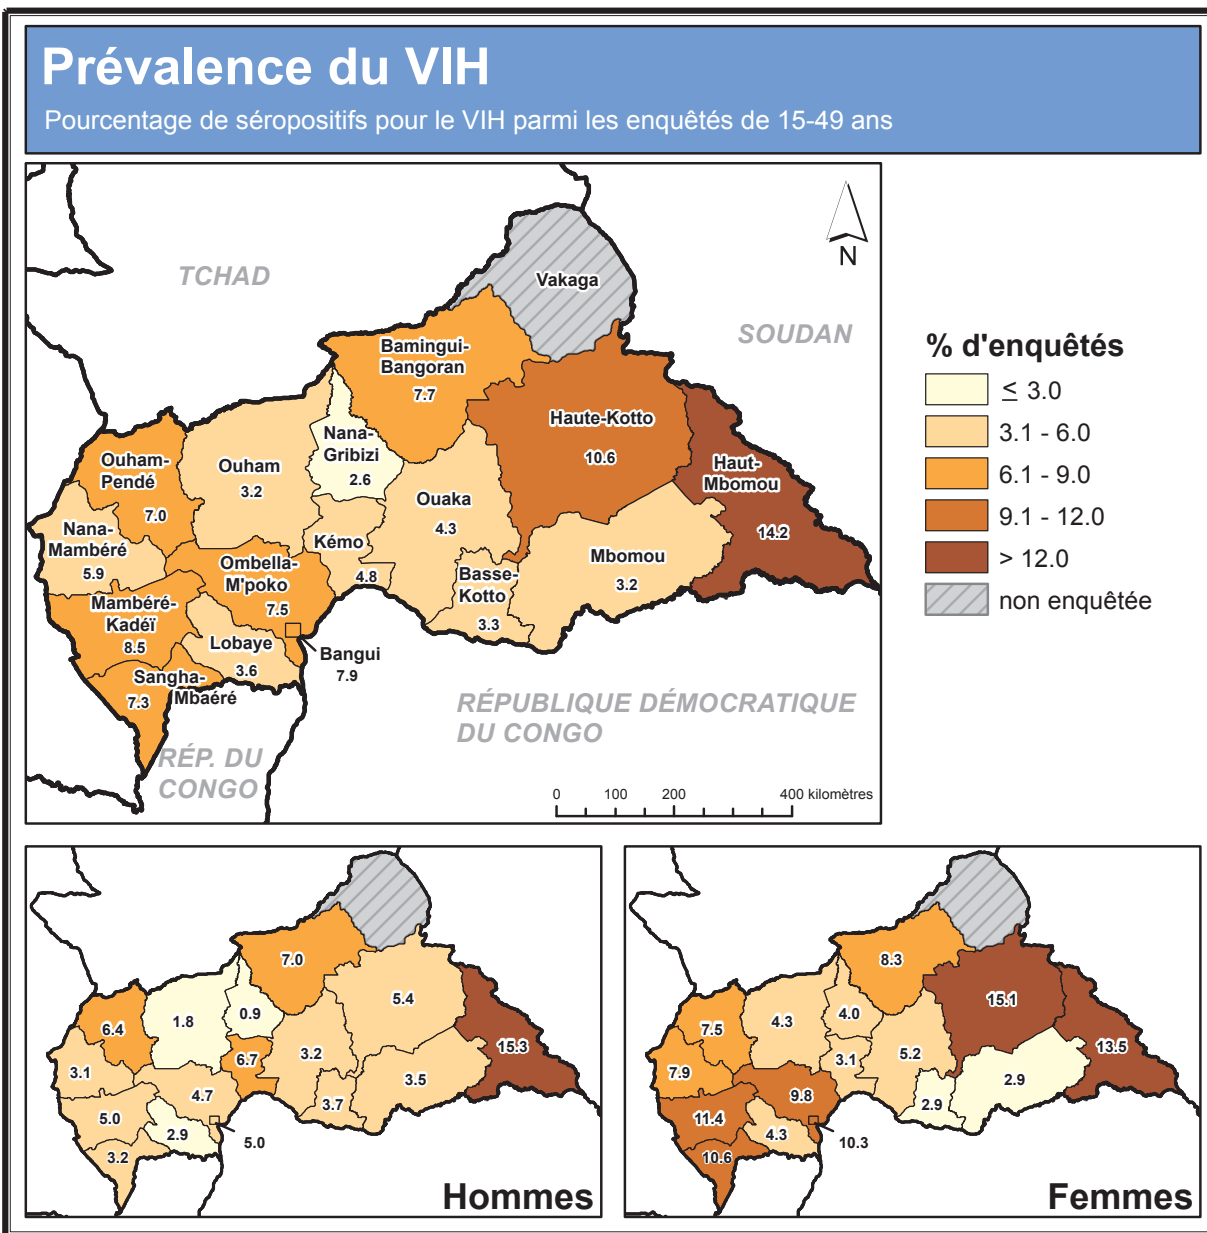 Prévalence du VIH
Pourcentage de séropositifs pour le VIH parmi les enquêtés de 15-49 ans
TCHAD
SOUDAN
N
Vakaga
Bamingui-
Bangoran
7.7
Haute-Kotto
10.6
Haut-
Mbomou
14.2
Nana-
Gribizi
2.6
Ouham
3.2
Ouham-
Pendé
7.0
Ouaka
4.3
Nana-
Mambéré
5.9
Kémo
4.8
Mbomou
3.2
Ombella-
M'poko
7.5
Basse-
Kotto
3.3
Mambéré-
Kadéï
8.5
Lobaye
3.6
Bangui
7.9
Sangha-
Mbaéré
7.3
RÉPUBLIQUE DÉMOCRATIQUE
DU CONGO
RÉP. DU
CONGO
0 100 200 400 kilomètres
% d'enquêtés
≤ 3.0
3.1 - 6.0
6.1 - 9.0
9.1 - 12.0
> 12.0
non enquêtée
7.0
5.4
0.9
1.8
6.4
15.3
3.2
6.7
3.1
3.5
4.7
3.7
5.0
2.9
5.0
3.2
Hommes
8.3
15.1
4.0
4.3
7.5
13.5
5.2
3.1
7.9
2.9
9.8
2.9
11.4
4.3
10.3
10.6
Femmes